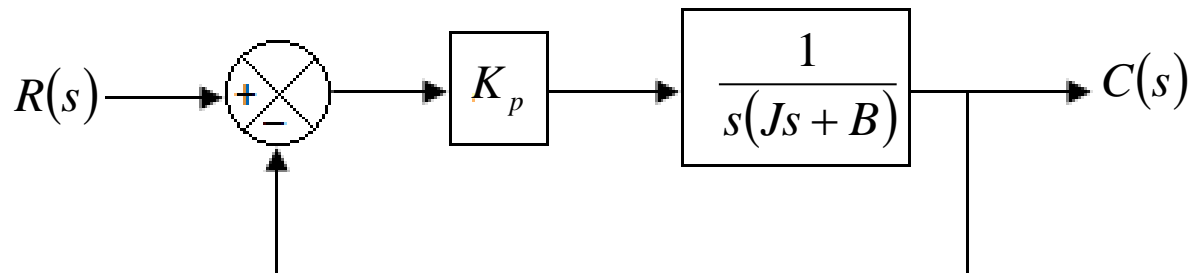 R(s)
+
−
K_p
1
s(Js + B)
C(s)